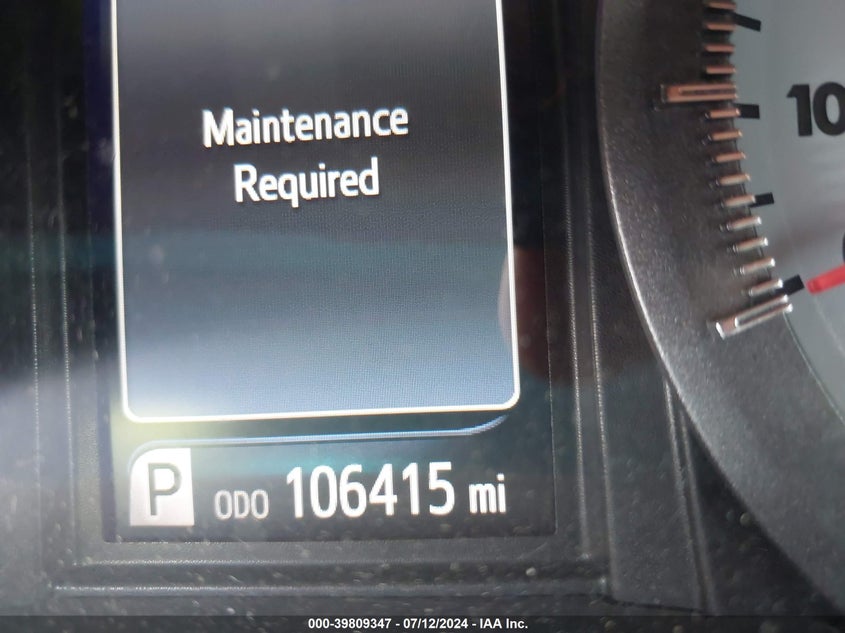 Maintenance
Required
10
P ODO 106415 mi
000-39809347 - 07/12/2024 - IAA Inc.